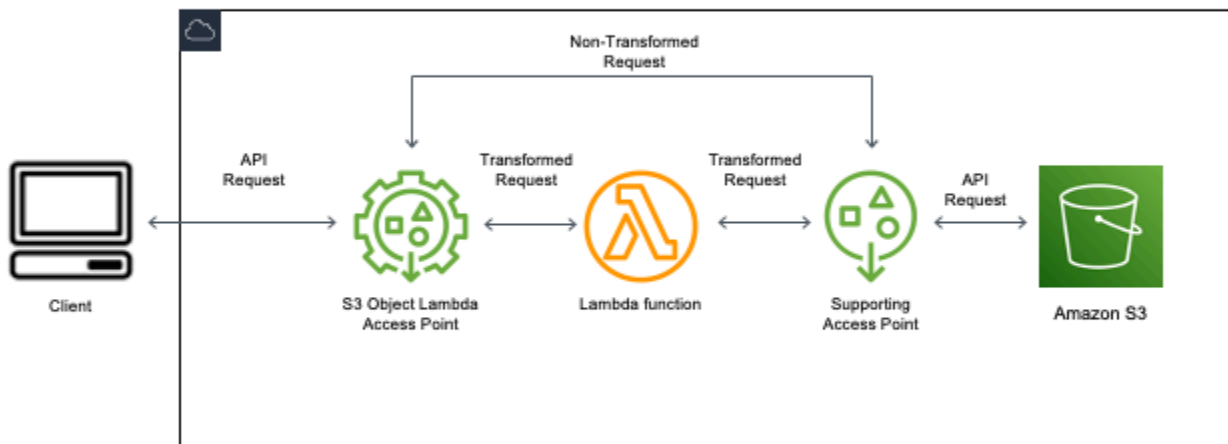 Non-Transformed
Request
API
Request
Transformed
Request
Transformed
Request
API
Request
Client
S3 Object Lambda
Access Point
Lambda function
Supporting
Access Point
Amazon S3